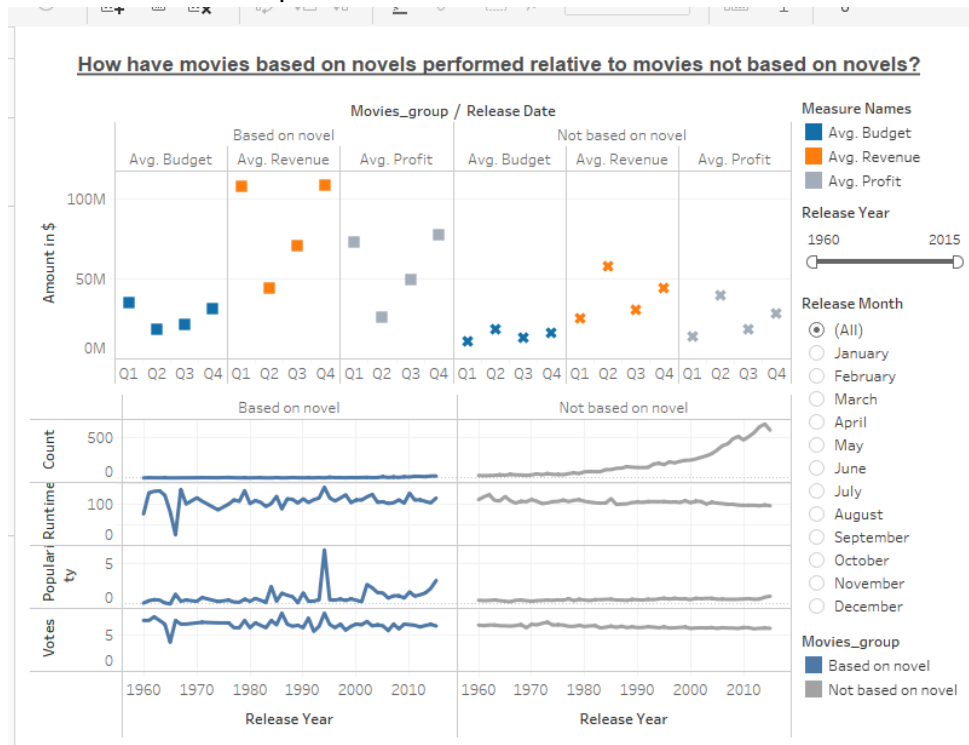 How have movies based on novels performed relative to movies not based on novels?
Movies_group / Release Date
Based on novel
Not based on novel
Avg. Budget
Avg. Revenue
Avg. Profit
Avg. Budget
Avg. Revenue
Avg. Profit
Amount in $
100M
50M
0M
Q1 Q2 Q3 Q4 Q1 Q2 Q3 Q4 Q1 Q2 Q3 Q4 Q1 Q2 Q3 Q4 Q1 Q2 Q3 Q4 Q1 Q2 Q3 Q4
Based on novel
Not based on novel
Count
500
0
Runtime
100
0
Populari
ty
5
0
Votes
5
0
1960 1970 1980 1990 2000 2010
1960 1970 1980 1990 2000 2010
Release Year
Release Year
Measure Names
Avg. Budget
Avg. Revenue
Avg. Profit
Release Year
1960 2015
Release Month
(All)
January
February
March
April
May
June
July
August
September
October
November
December
Movies_group
Based on novel
Not based on novel